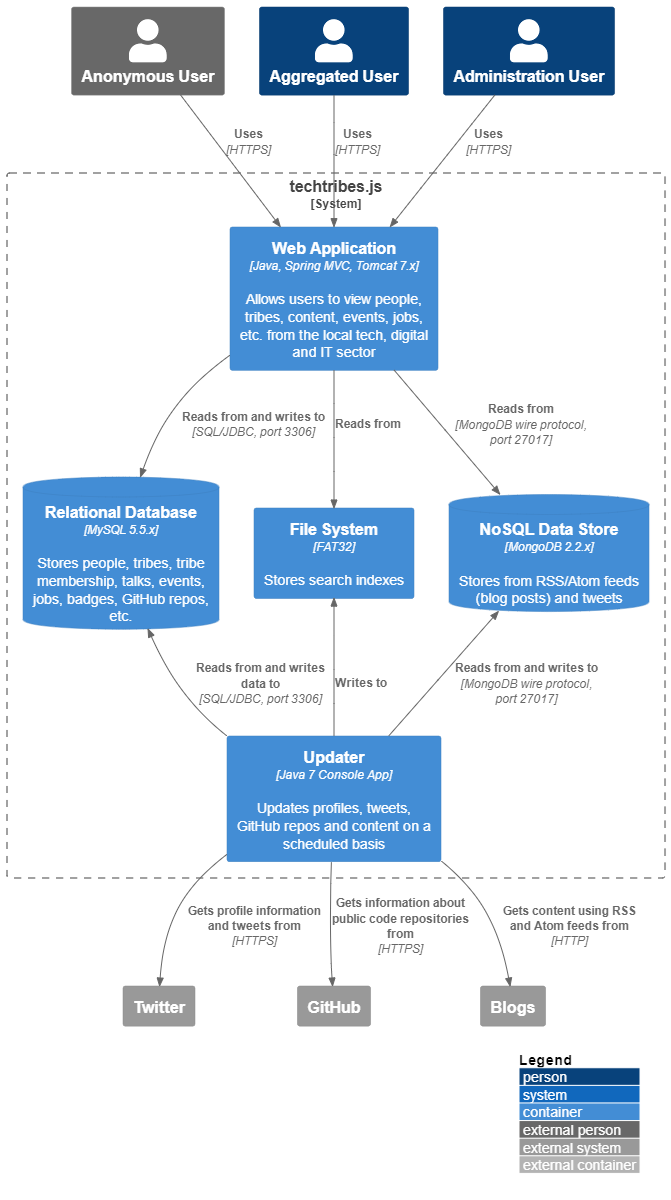 Anonymous User
Aggregated User
Administration User
Uses
[HTTPS]
Uses
[HTTPS]
Uses
[HTTPS]
techtribes.js
[System]
Web Application
[Java, Spring MVC, Tomcat 7.x]
Allows users to view people,
tribes, content, events, jobs,
etc. from the local tech, digital
and IT sector
Reads from and writes to
[SQL/JDBC, port 3306]
Reads from
Reads from
[MongoDB wire protocol,
port 27017]
Relational Database
[MySQL 5.5.x]
Stores people, tribes, tribe
membership, talks, events,
jobs, badges, GitHub repos,
etc.
File System
[FAT32]
Stores search indexes
NoSQL Data Store
[MongoDB 2.2.x]
Stores from RSS/Atom feeds
(blog posts) and tweets
Reads from and writes
data to
[SQL/JDBC, port 3306]
Writes to
Reads from and writes to
[MongoDB wire protocol,
port 27017]
Updater
[Java 7 Console App]
Updates profiles, tweets,
GitHub repos and content on a
scheduled basis
Gets profile information
and tweets from
[HTTPS]
Gets information about
public code repositories
from
[HTTPS]
Gets content using RSS
and Atom feeds from
[HTTP]
Twitter
GitHub
Blogs
Legend
person
system
container
external person
external system
external container